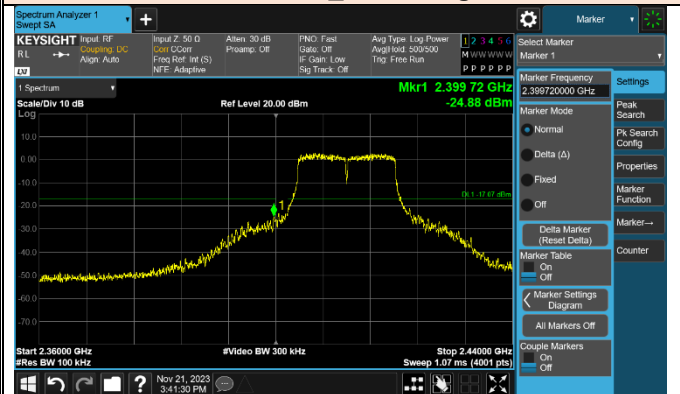 Spectrum Analyzer 1
Swept SA
Marker
KEYSIGHT
RL
LXI
Input: RF
Coupling: DC
Align: Auto
Input Z: 50 Ω
Corr CCorr
Freq Ref: Int (S)
NFE: Adaptive
Atten: 30 dB
Preamp: Off
PNO: Fast
Gate: Off
IF Gain: Low
Sig Track: Off
Avg Type: Log-Power
Avg|Hold: 500/500
Trig: Free Run
1 2 3 4 5 6
M W W W W W
P P P P P P
Select Marker
Marker 1
1 Spectrum
Scale/Div 10 dB
Log
Ref Level 20.00 dBm
Mkr1 2.399 72 GHz
-24.88 dBm
10.0
0.00
-10.0
-20.0
-30.0
-40.0
-50.0
-60.0
-70.0
DL1 -17.67 dBm
1
Start 2.36000 GHz
#Res BW 100 kHz
#Video BW 300 kHz
Stop 2.44000 GHz
Sweep 1.07 ms (4001 pts)
Marker Frequency
2.399720000 GHz
Marker Mode
Normal
Delta (Δ)
Fixed
Off
Delta Marker
(Reset Delta)
Marker Table
On
Off
Marker Settings
Diagram
All Markers Off
Couple Markers
On
Off
Settings
Peak
Search
Pk Search
Config
Properties
Marker
Function
Marker→
Counter
?
Nov 21, 2023
3:41:30 PM